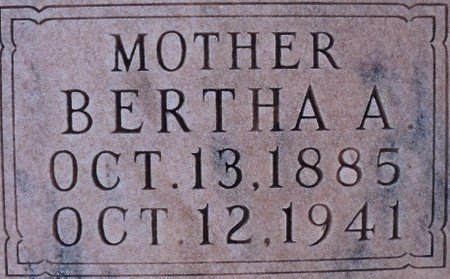 MOTHER
BERTHA A.
OCT. 13, 1885
OCT. 12, 1941